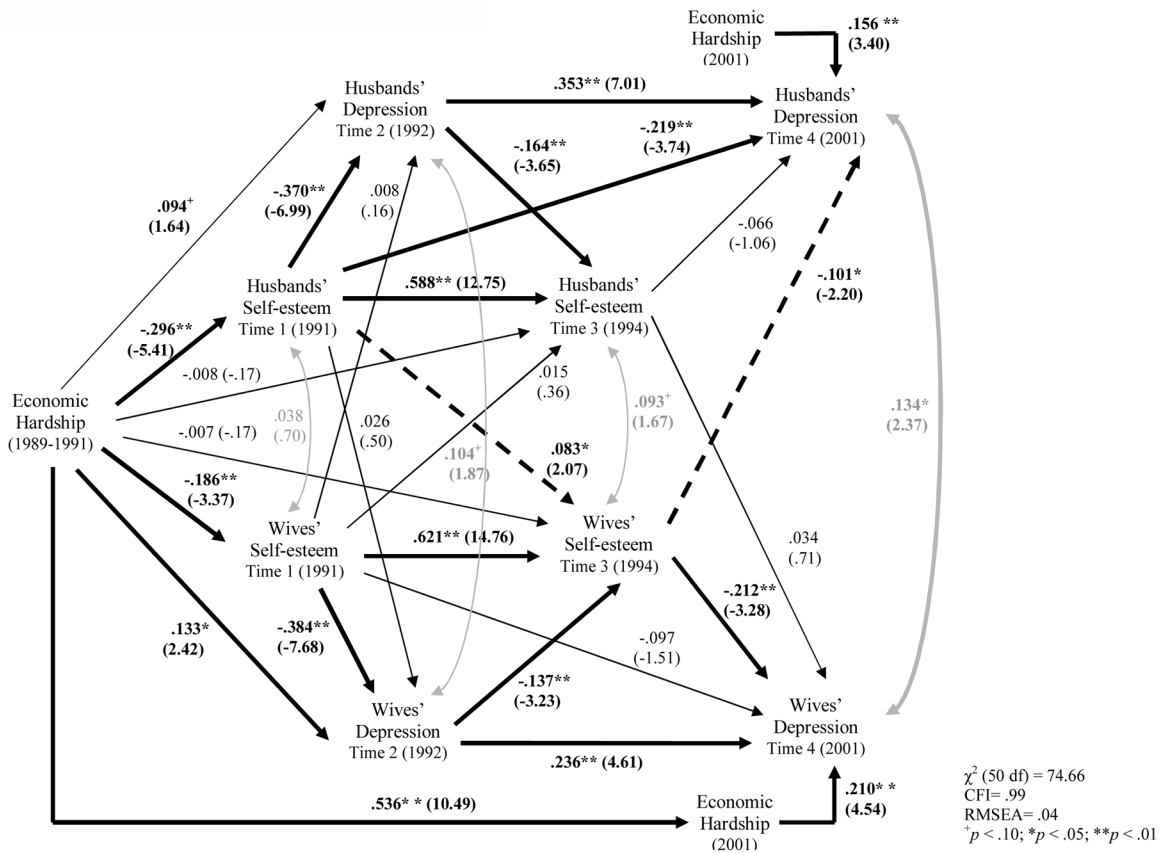 Economic
Hardship
(2001)
.156 **
(3.40)
Husbands’
Depression
Time 2 (1992)
.353** (7.01)
Husbands’
Depression
Time 4 (2001)
-.219**
(-3.74)
-.164**
(-3.65)
.094+
(1.64)
-.370**
(-6.99)
.008
(.16)
-.066
(-1.06)
-.101*
(-2.20)
Husbands’
Self-esteem
Time 1 (1991)
.588** (12.75)
Husbands’
Self-esteem
Time 3 (1994)
-.296**
(-5.41)
-.008 (-.17)
.015
(.36)
Economic
Hardship
(1989-1991)
-.007 (-.17)
.038
(.70)
.026
(.50)
.104+
(1.87)
.083*
(2.07)
.093+
(1.67)
.134*
(2.37)
-.186**
(-3.37)
Wives’
Self-esteem
Time 1 (1991)
.621** (14.76)
Wives’
Self-esteem
Time 3 (1994)
.034
(.71)
.133*
(2.42)
-.384**
(-7.68)
-.137**
(-3.23)
-.097
(-1.51)
-.212**
(-3.28)
Wives’
Depression
Time 2 (1992)
.236** (4.61)
Wives’
Depression
Time 4 (2001)
.536* * (10.49)
Economic
Hardship
(2001)
.210* *
(4.54)
χ2 (50 df) = 74.66
CFI= .99
RMSEA= .04
+p < .10; *p < .05; **p < .01